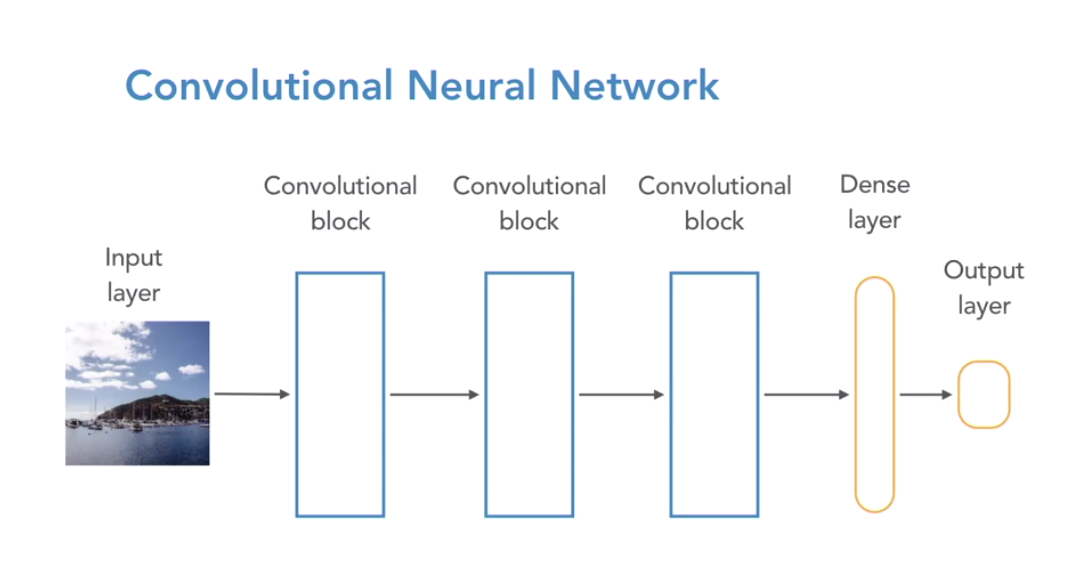 Convolutional Neural Network
Input
layer
Convolutional
block
Convolutional
block
Convolutional
block
Dense
layer
Output
layer